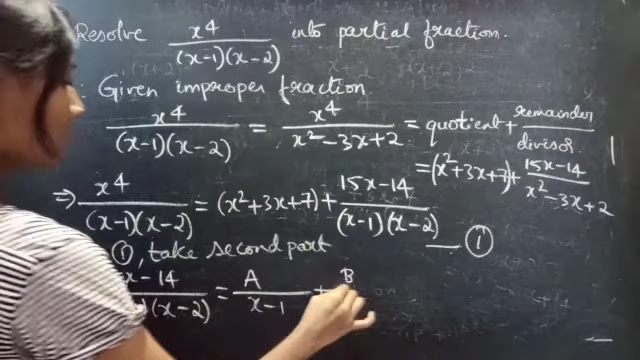 Resolve x⁴/(x-1)(x-2) into partial fraction.
: Given improper fraction
x⁴/(x-1)(x-2) = x⁴/x²-3x+2 = quotient + remainder/divisor
= (x²+3x+7) + 15x-14/x²-3x+2
⇒ x⁴/(x-1)(x-2) = (x²+3x+7) + 15x-14/(x-1)(x-2) — ①
①, take second part
x-14/(x-2) = A/x-1 + B